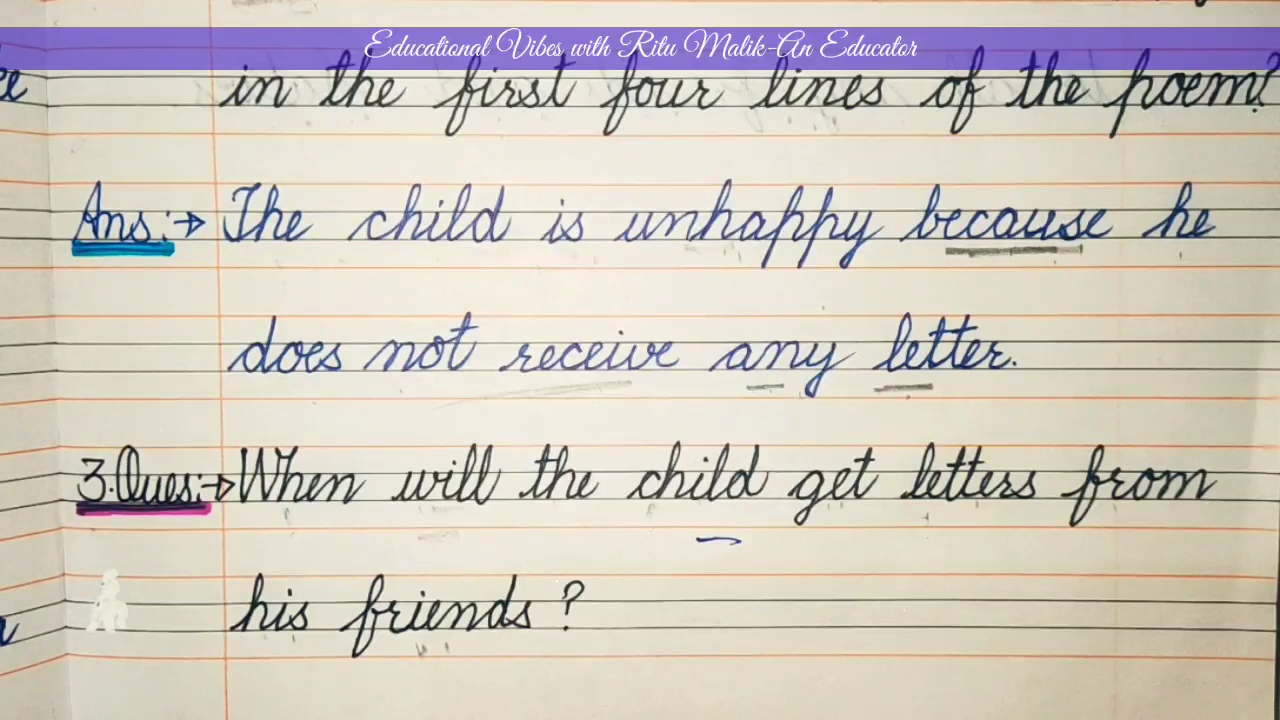 Educational Vibes with Ritu Malik-An Educator
in the first four lines of the poem?
Ans:→ The child is unhappy because he
does not receive any letter.
3.Ques:→ When will the child get letters from
his friends?